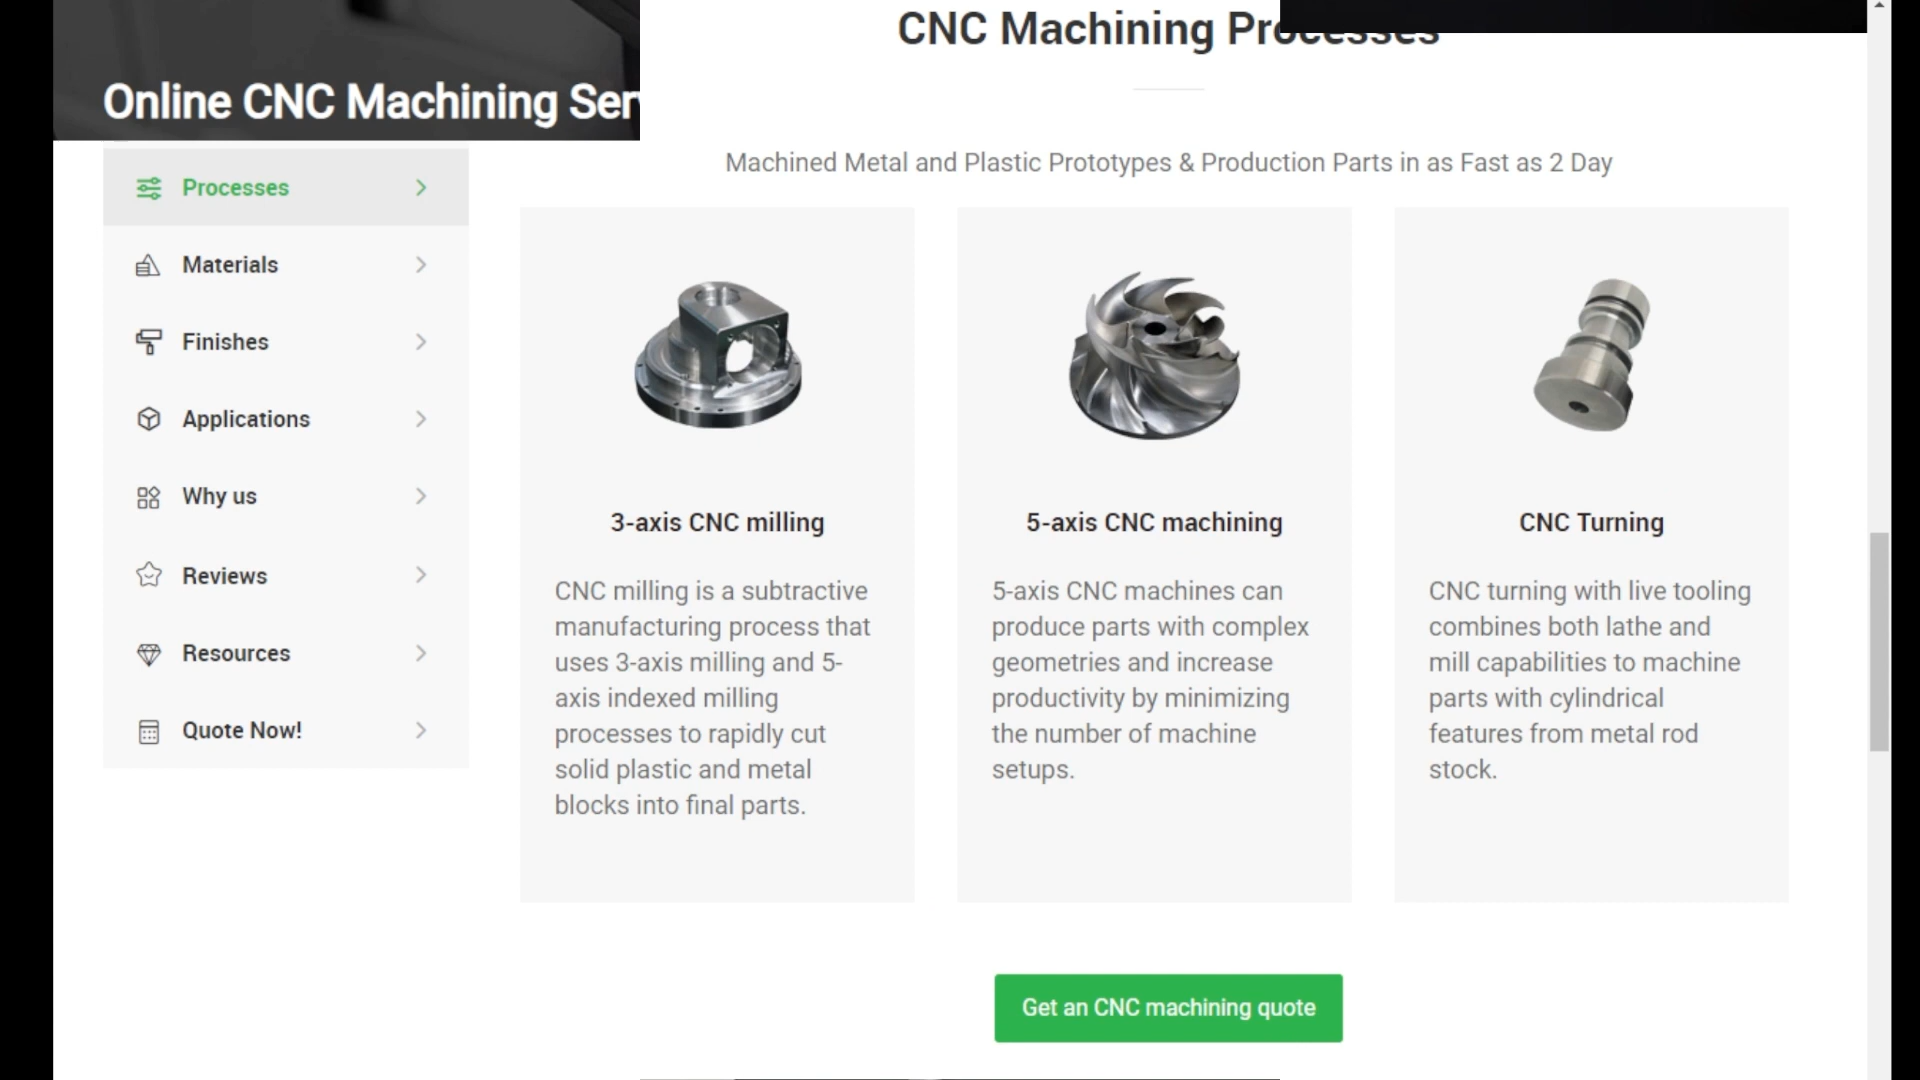 CNC Machining Processes
Online CNC Machining Ser
Machined Metal and Plastic Prototypes & Production Parts in as Fast as 2 Day
Processes
Materials
Finishes
Applications
Why us
Reviews
Resources
Quote Now!
3-axis CNC milling
CNC milling is a subtractive
manufacturing process that
uses 3-axis milling and 5-
axis indexed milling
processes to rapidly cut
solid plastic and metal
blocks into final parts.
5-axis CNC machining
5-axis CNC machines can
produce parts with complex
geometries and increase
productivity by minimizing
the number of machine
setups.
CNC Turning
CNC turning with live tooling
combines both lathe and
mill capabilities to machine
parts with cylindrical
features from metal rod
stock.
Get an CNC machining quote